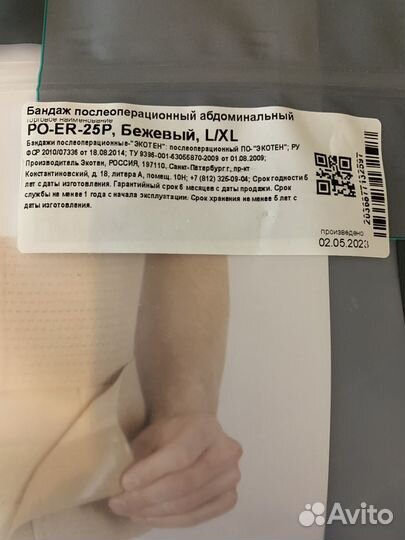 Бандаж послеоперационный абдоминальный
торговое наименование
PO-ER-25P, Бежевый, L/XL
Бандажи послеоперационные-"ЭКОТЕН": послеоперационный ПО-"ЭКОТЕН"; РУ
ФСР 2010/07336 от 18.08.2014; ТУ 9396-001-63055870-2009 от 01.08.2009;
Производитель Экотен, РОССИЯ, 197110, Санкт-Петербург г, пр-кт
Константиновский, д. 18, литера А, помещ. 10Н; +7 (812) 325-09-04; Срок годности 5
лет с даты изготовления. Гарантийный срок 6 месяцев с даты продажи. Срок
службы не менее 1 года с начала эксплуатации. Срок хранения не менее 5 лет с
даты изготовления.
произведено
02.05.2023
Avito